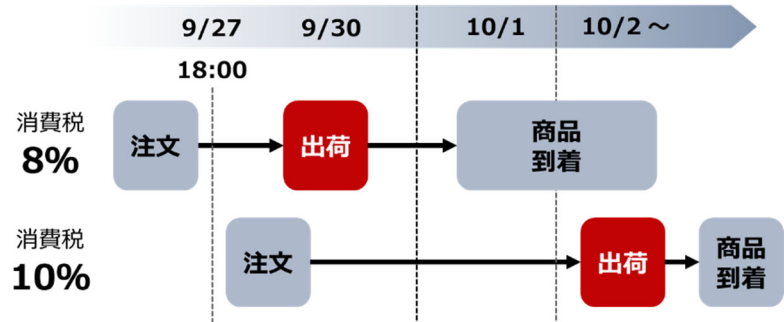 9/27 9/30 10/1 10/2～
18:00
消費税
8%
注文
出荷
商品
到着
消費税
10%
注文
出荷
商品
到着